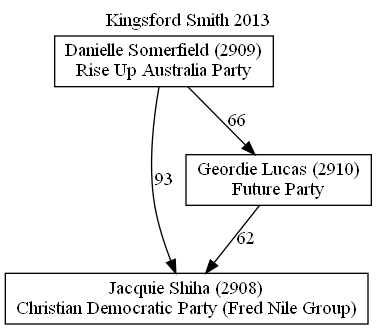 Kingsford Smith 2013
Danielle Somerfield (2909)
Rise Up Australia Party
66
Geordie Lucas (2910)
Future Party
93
62
Jacquie Shiha (2908)
Christian Democratic Party (Fred Nile Group)